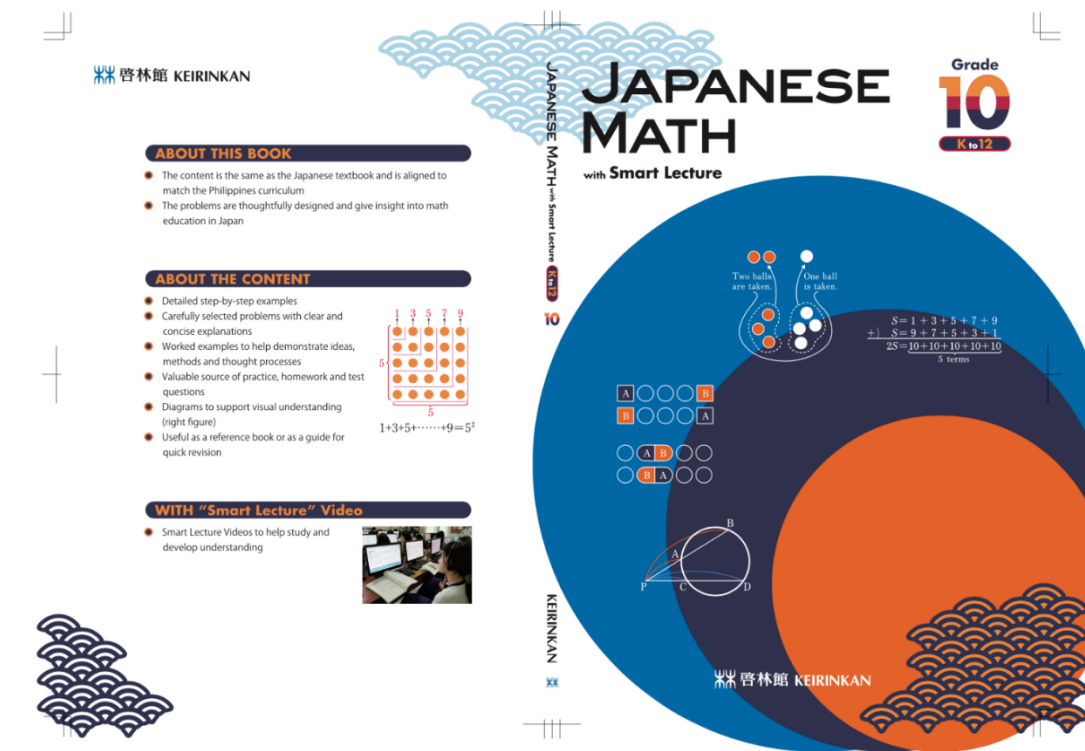 啓林館 KEIRINKAN
ABOUT THIS BOOK
The content is the same as the Japanese textbook and is aligned to
match the Philippines curriculum
The problems are thoughtfully designed and give insight into math
education in Japan
ABOUT THE CONTENT
Detailed step-by-step examples
Carefully selected problems with clear and
concise explanations
Worked examples to help demonstrate ideas,
methods and thought processes
Valuable source of practice, homework and test
questions
Diagrams to support visual understanding
(right figure)
Useful as a reference book or as a guide for
quick revision
1 3 5 7 9
5
5
1+3+5+······+9=5²
WITH “Smart Lecture” Video
Smart Lecture Videos to help study and
develop understanding
JAPANESE MATH with Smart Lecture K to 12 10
KEIRINKAN
JAPANESE
MATH
with Smart Lecture
Grade
10
K to 12
Two balls
are taken.
One ball
is taken.
S= 1 + 3 + 5 + 7 + 9
+) S= 9 + 7 + 5 + 3 + 1
2S=10+10+10+10+10
5 terms
A B
B A
A B
B A
B
A
P C D
啓林館 KEIRINKAN